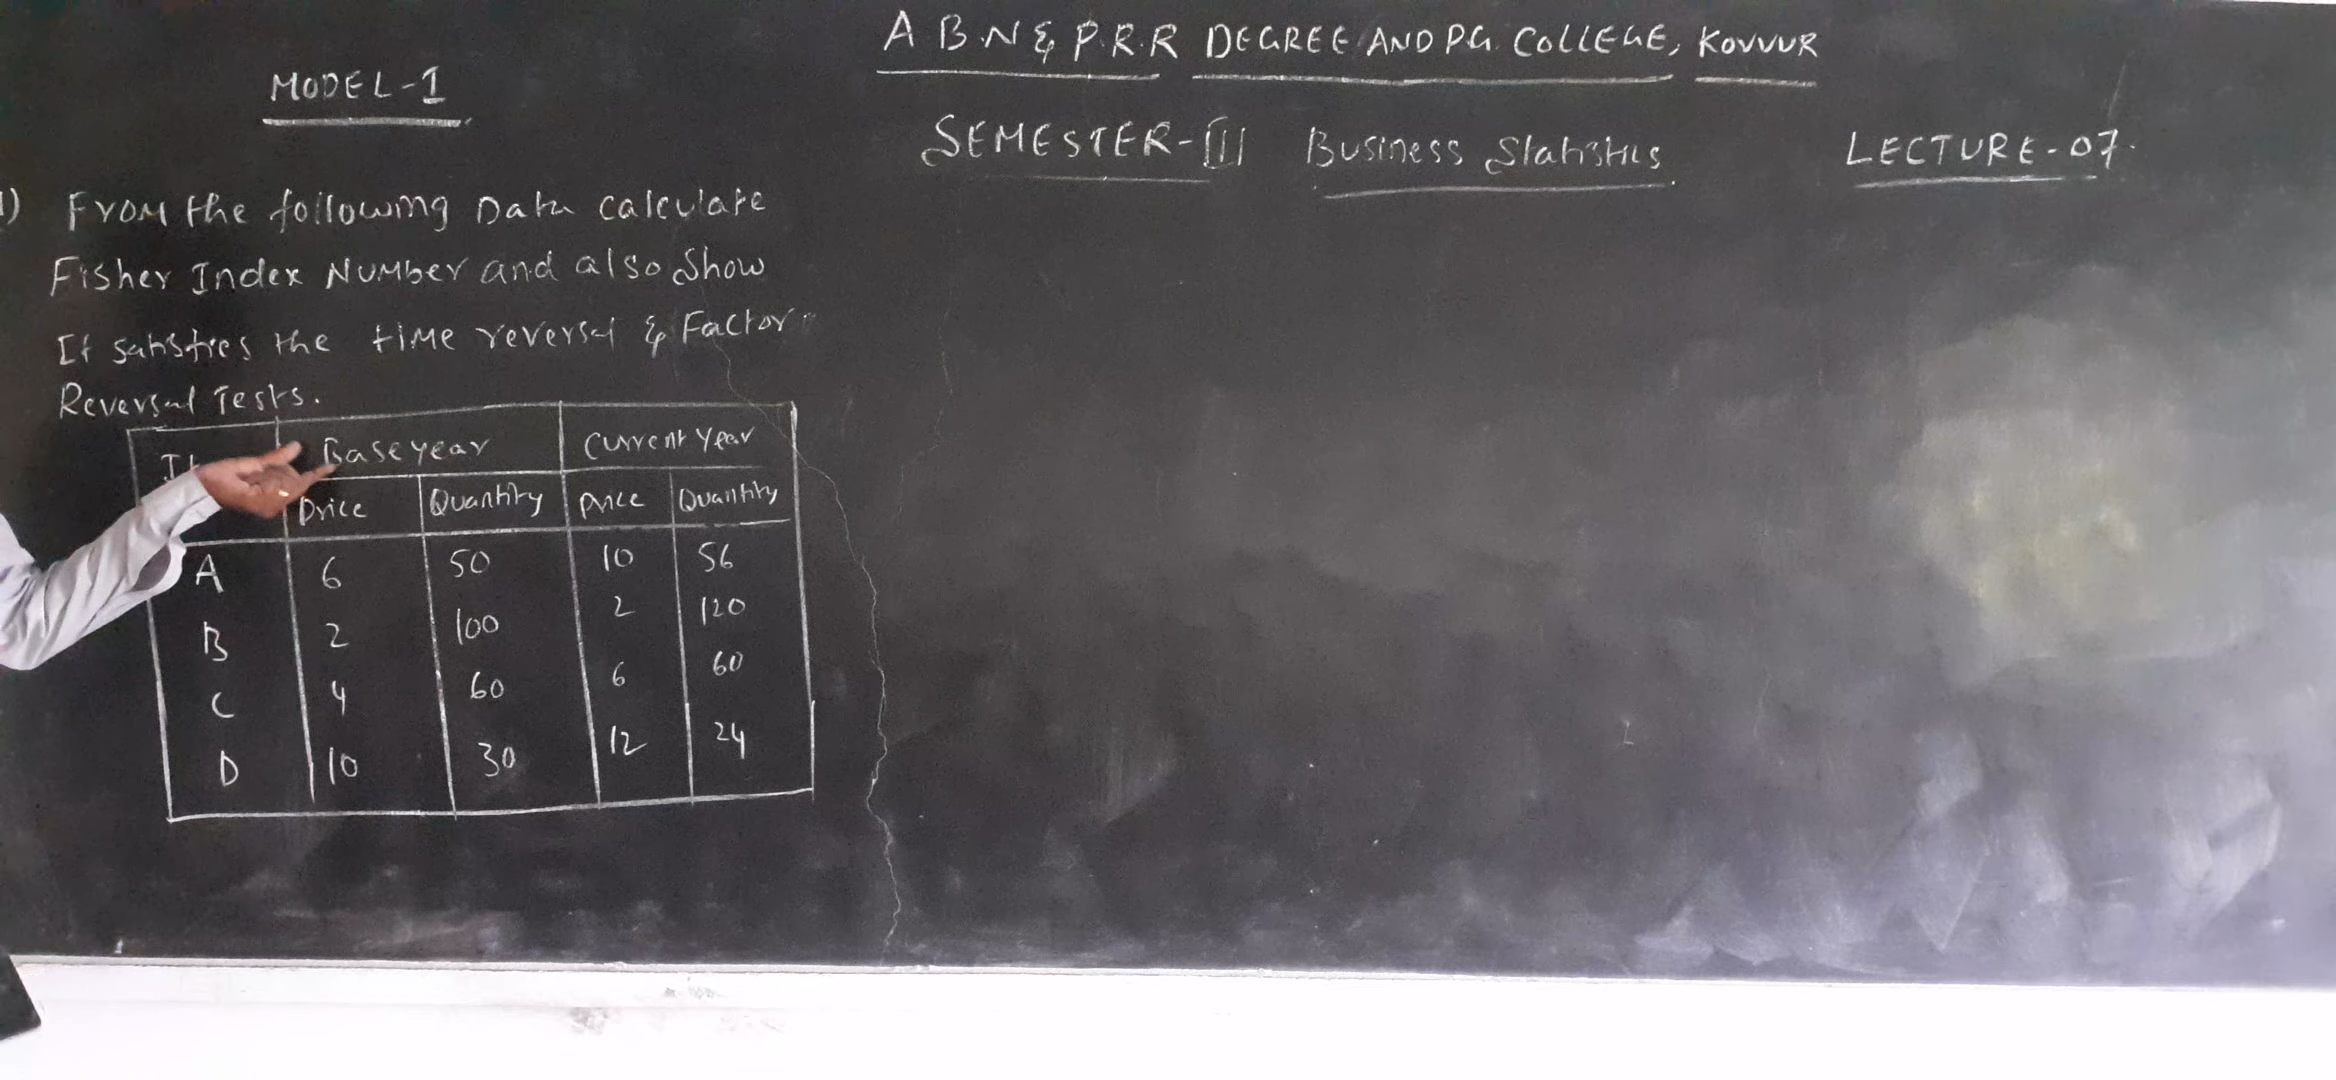 A B.N & P.R.R DEGREE AND P.G. COLLEGE, KOVVUR
MODEL-I
SEMESTER-III Business Statistics LECTURE-07.
1) From the following Data calculate
Fisher Index Number and also Show
It satisfies the time reversal & Factor
Reversal Tests.
Base year Current Year
Price Quantity Price Quantity
A 6 50 10 56
B 2 100 2 120
C 4 60 6 60
D 10 30 12 24